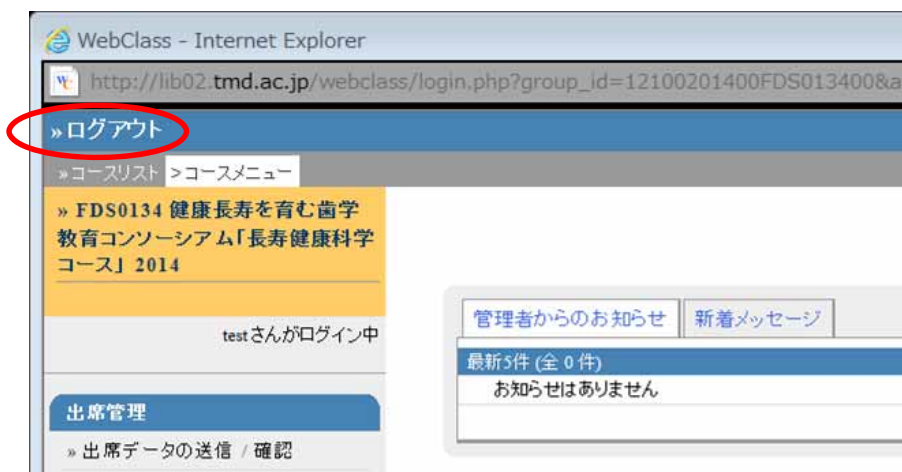 WebClass - Internet Explorer
http://lib02.tmd.ac.jp/webclass/login.php?group_id=12100201400FDS013400&a
»ログアウト
»コースリスト >コースメニュー
» FDS0134 健康長寿を育む歯学
教育コンソーシアム「長寿健康科学
コース」 2014
testさんがログイン中
管理者からのお知らせ 新着メッセージ
最新5件 (全 0 件)
お知らせはありません
出席管理
» 出席データの送信 / 確認